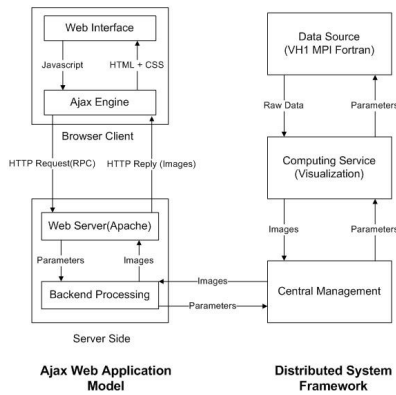 Web Interface
Javascript
HTML + CSS
Ajax Engine
Browser Client
HTTP Request(RPC)
HTTP Reply (Images)
Web Server(Apache)
Parameters
Images
Backend Processing
Server Side
Ajax Web Application
Model
Data Source
(VH1 MPI Fortran)
Raw Data
Parameters
Computing Service
(Visualization)
Images
Parameters
Central Management
Images
Parameters
Distributed System
Framework